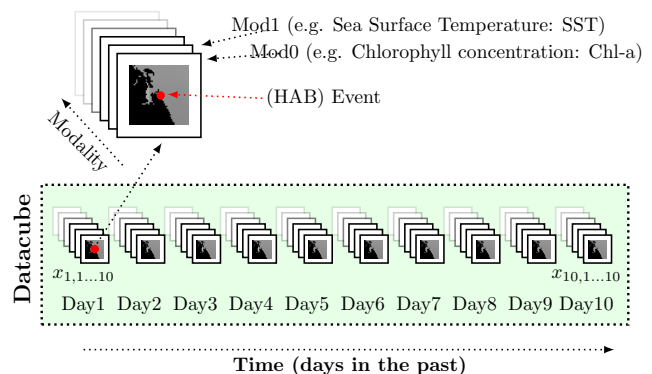 Mod1 (e.g. Sea Surface Temperature: SST)
Mod0 (e.g. Chlorophyll concentration: Chl-a)
(HAB) Event
Modality
Datacube
x1,1...10
x10,1...10
Day1 Day2 Day3 Day4 Day5 Day6 Day7 Day8 Day9 Day10
Time (days in the past)